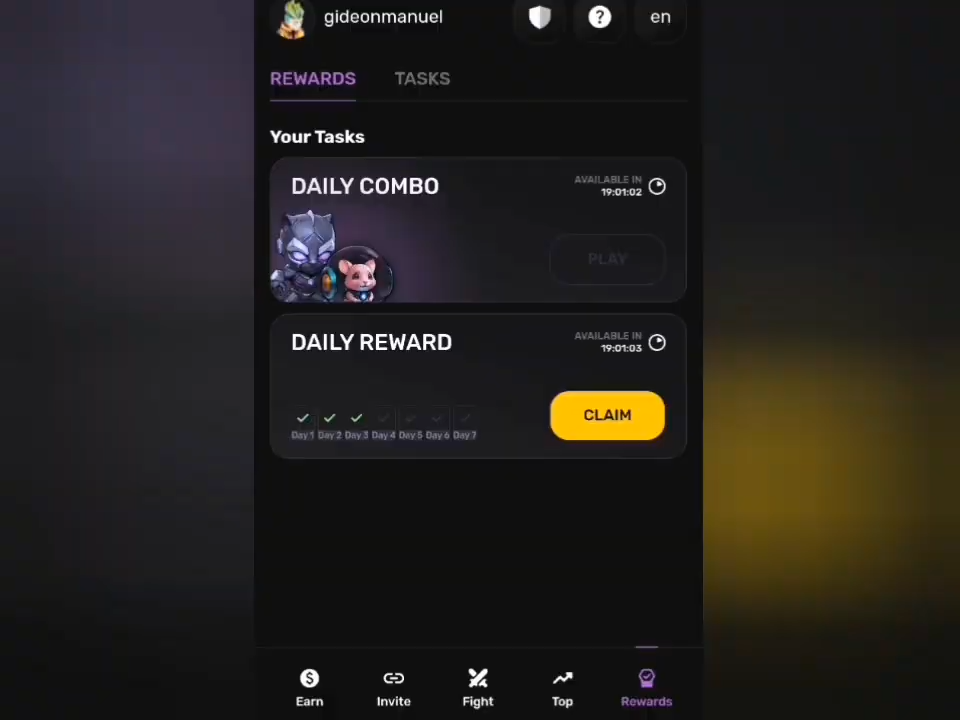 gideonmanuel
en
REWARDS
TASKS
Your Tasks
DAILY COMBO
AVAILABLE IN
19:01:02
PLAY
DAILY REWARD
AVAILABLE IN
19:01:03
CLAIM
Day 1 Day 2 Day 3 Day 4 Day 5 Day 6 Day 7
Earn Invite Fight Top Rewards